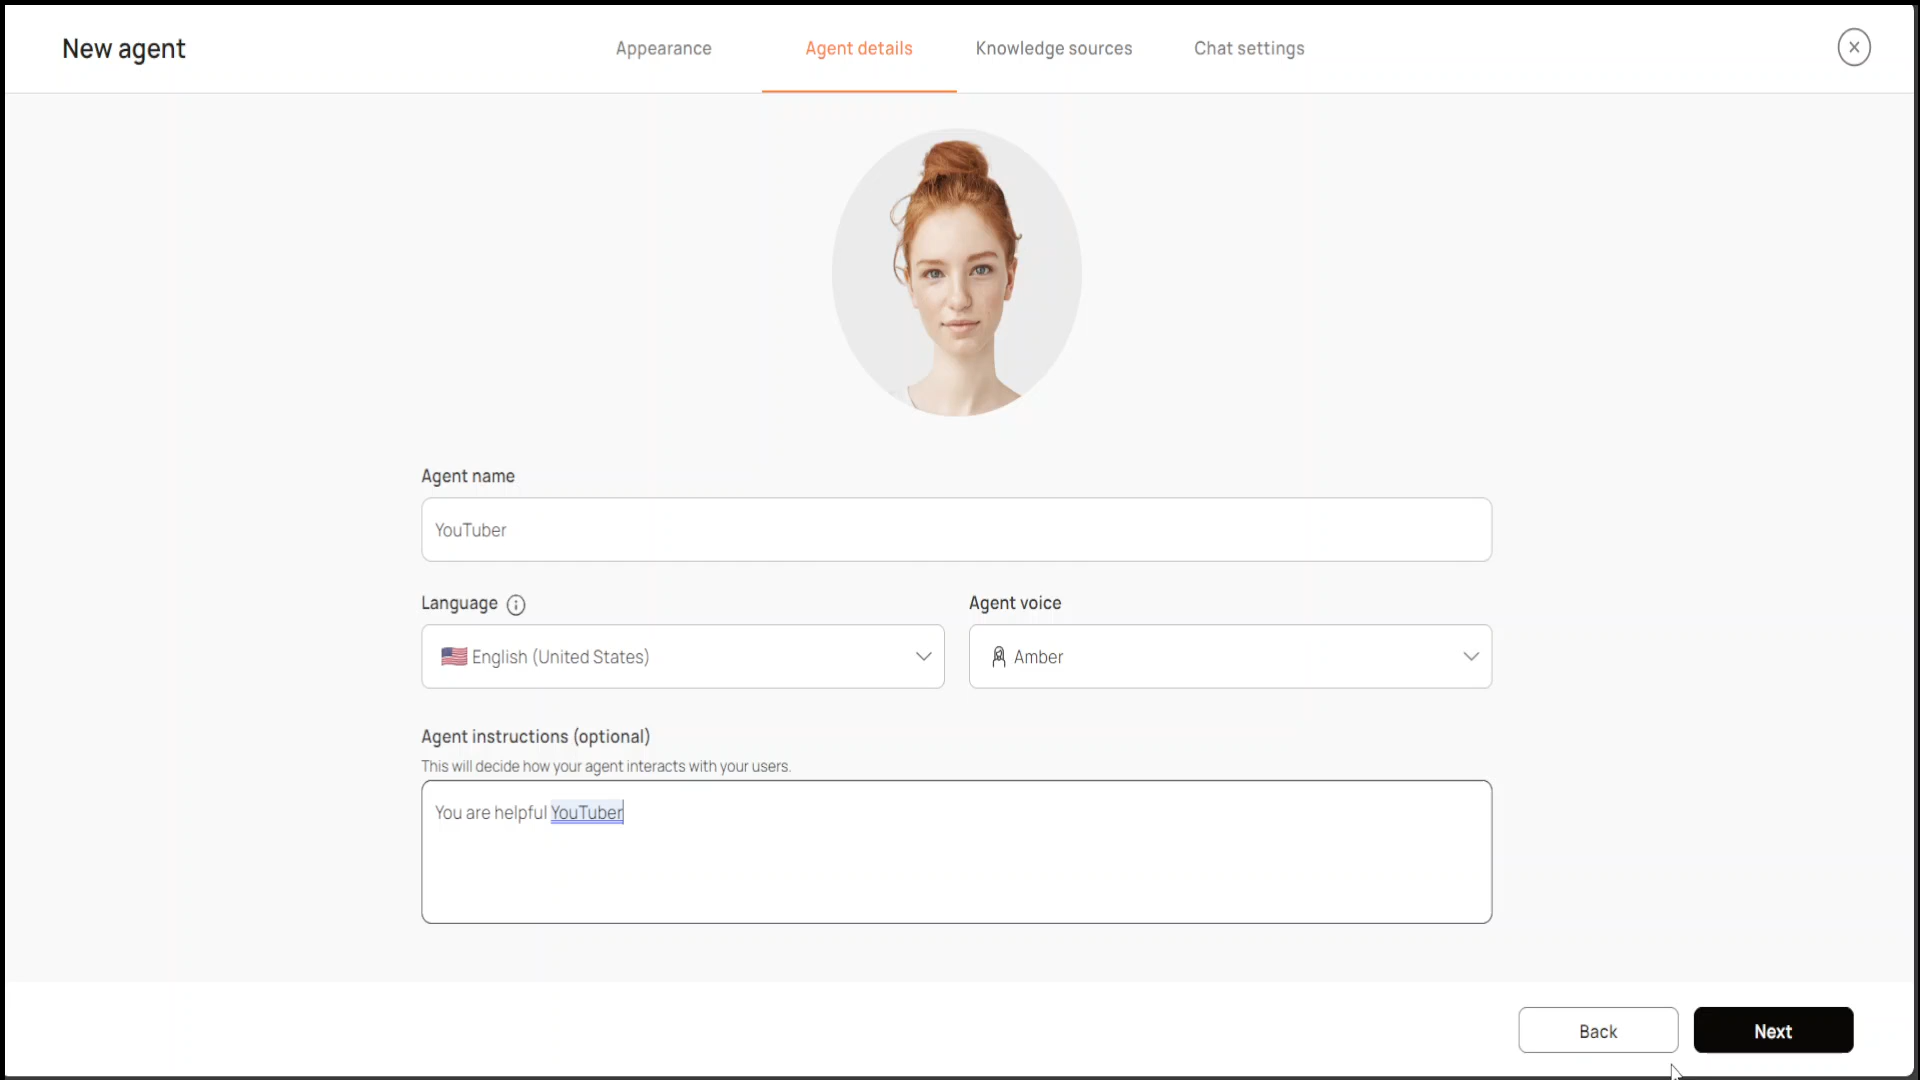 New agent
Appearance
Agent details
Knowledge sources
Chat settings
Agent name
YouTuber
Language
Agent voice
English (United States)
Amber
Agent instructions (optional)
This will decide how your agent interacts with your users.
You are helpful YouTuber
Back
Next